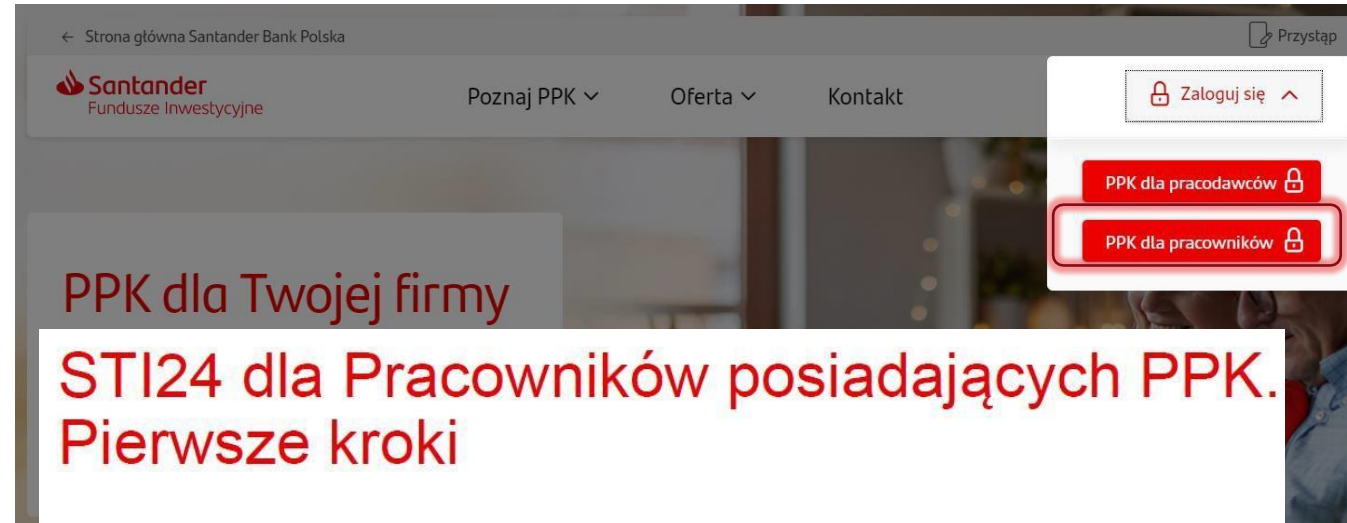 ← Strona główna Santander Bank Polska
Przystąp
Santander
Fundusze Inwestycyjne
Poznaj PPK
Oferta
Kontakt
Zaloguj się
PPK dla pracodawców
PPK dla pracowników
PPK dla Twojej firmy
STI24 dla Pracowników posiadających PPK.
Pierwsze kroki